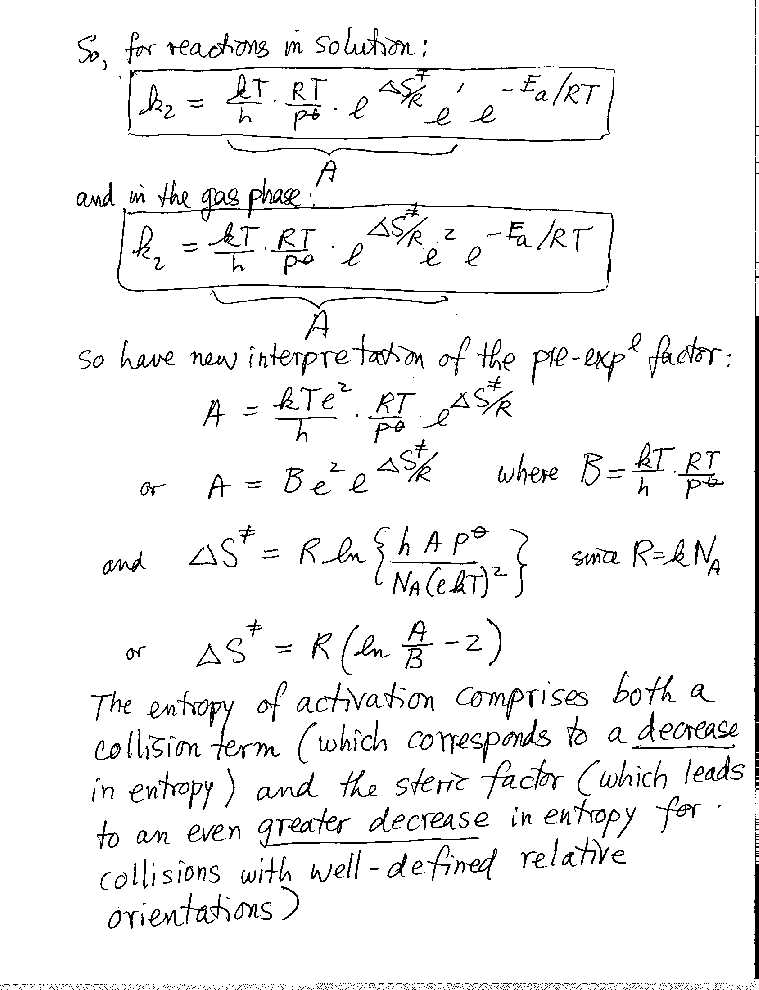 So, for reactions in solution:
k₂ = kT/h · RT/p⦵ · e^ΔS‡/R e¹ e^-Ea/RT
A
and in the gas phase:
k₂ = kT/h · RT/p⦵ · e^ΔS‡/R e² e^-Ea/RT
A
So have new interpretation of the pre-expˡ factor:
A = kTe²/h · RT/p⦵ · e^ΔS‡/R
or A = Be² e^ΔS‡/R where B = kT/h · RT/p⦵
and ΔS‡ = R ln {h A p⦵ / N_A(ekT)²} since R = kN_A
or ΔS‡ = R (ln A/B - 2)
The entropy of activation comprises both a
collision term (which corresponds to a decrease
in entropy) and the steric factor (which leads
to an even greater decrease in entropy for
collisions with well-defined relative
orientations)